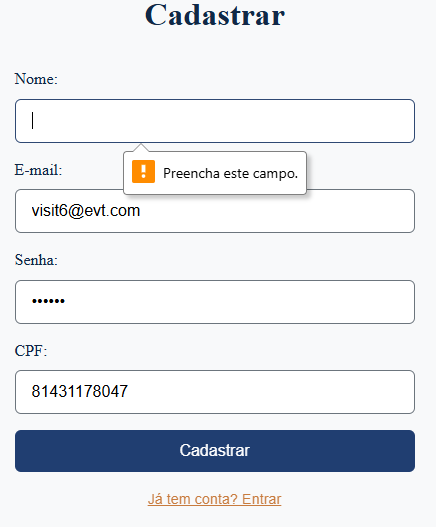 Cadastrar
Nome:
Preencha este campo.
E-mail:
visit6@evt.com
Senha:
••••••
CPF:
81431178047
Cadastrar
Já tem conta? Entrar